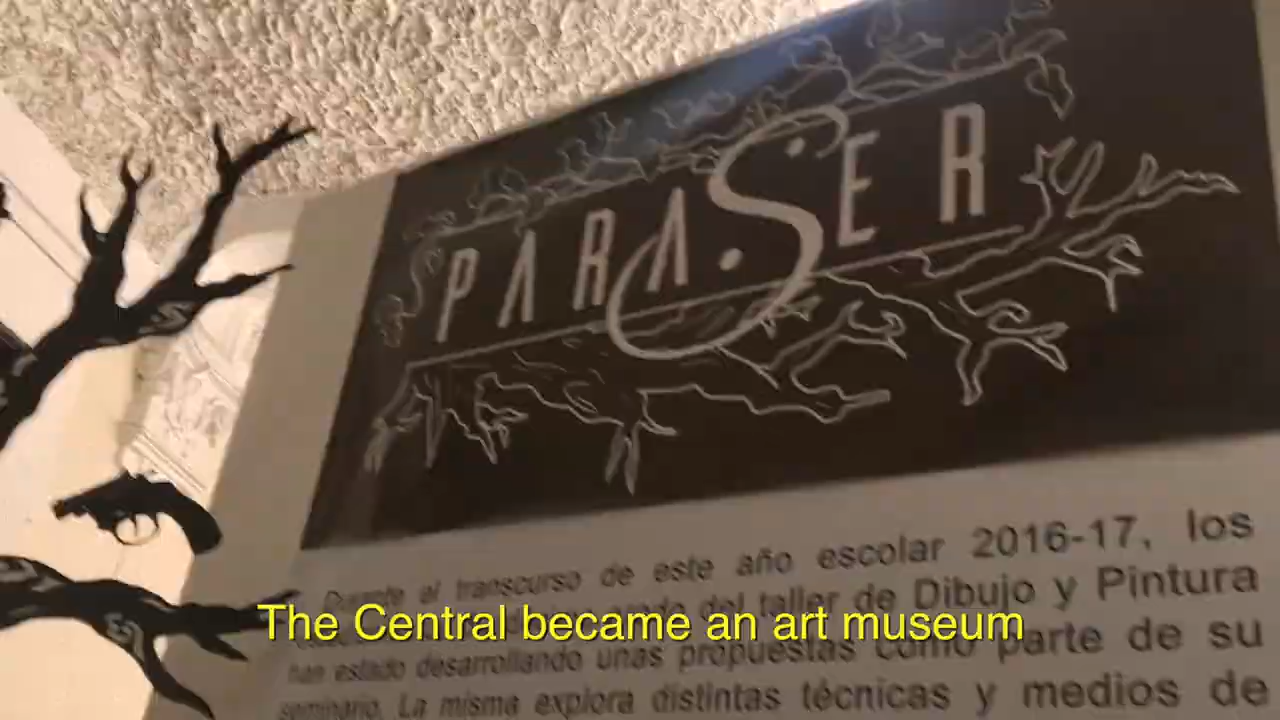 PARA.SER
Durante el transcurso de este año escolar 2016-17, los
del taller de Dibujo y Pintura
han estado desarrollando unas propuestas como parte de su
seminario. La misma explora distintas técnicas y medios de
The Central became an art museum